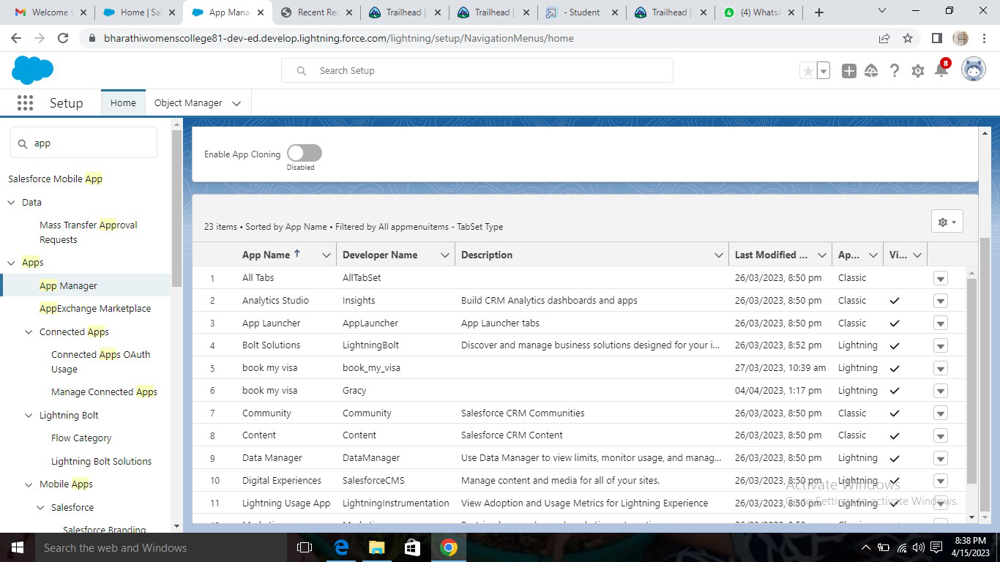 Welcome t
Home | Sal
App Mana
Recent Rec
Trailhead |
Trailhead |
- Student
Trailhead |
(4) WhatsA
bharathiwomenscollege81-dev-ed.develop.lightning.force.com/lightning/setup/NavigationMenus/home
Search Setup
8
Setup
Home
Object Manager
app
Salesforce Mobile App
Data
Mass Transfer Approval
Requests
Apps
App Manager
AppExchange Marketplace
Connected Apps
Connected Apps OAuth
Usage
Manage Connected Apps
Lightning Bolt
Flow Category
Lightning Bolt Solutions
Mobile Apps
Salesforce
Salesforce Branding
Enable App Cloning
Disabled
23 items • Sorted by App Name • Filtered by All appmenuitems - TabSet Type
App Name ↑ Developer Name Description Last Modified ... Ap... Vi...
1 All Tabs AllTabSet 26/03/2023, 8:50 pm Classic
2 Analytics Studio Insights Build CRM Analytics dashboards and apps 26/03/2023, 8:50 pm Classic ✓
3 App Launcher AppLauncher App Launcher tabs 26/03/2023, 8:50 pm Classic ✓
4 Bolt Solutions LightningBolt Discover and manage business solutions designed for your i... 26/03/2023, 8:52 pm Lightning ✓
5 book my visa book_my_visa 27/03/2023, 10:39 am Lightning ✓
6 book my visa Gracy 04/04/2023, 1:17 pm Lightning ✓
7 Community Community Salesforce CRM Communities 26/03/2023, 8:50 pm Classic ✓
8 Content Content Salesforce CRM Content 26/03/2023, 8:50 pm Classic ✓
9 Data Manager DataManager Use Data Manager to view limits, monitor usage, and manag... 26/03/2023, 8:50 pm Lightning ✓
10 Digital Experiences SalesforceCMS Manage content and media for all of your sites. 26/03/2023, 8:50 pm Lightning ✓
11 Lightning Usage App LightningInstrumentation View Adoption and Usage Metrics for Lightning Experience 26/03/2023, 8:50 pm Lightning ✓
Activate Windows
Go to Settings to activate Windows.
Search the web and Windows
8:38 PM
4/15/2023